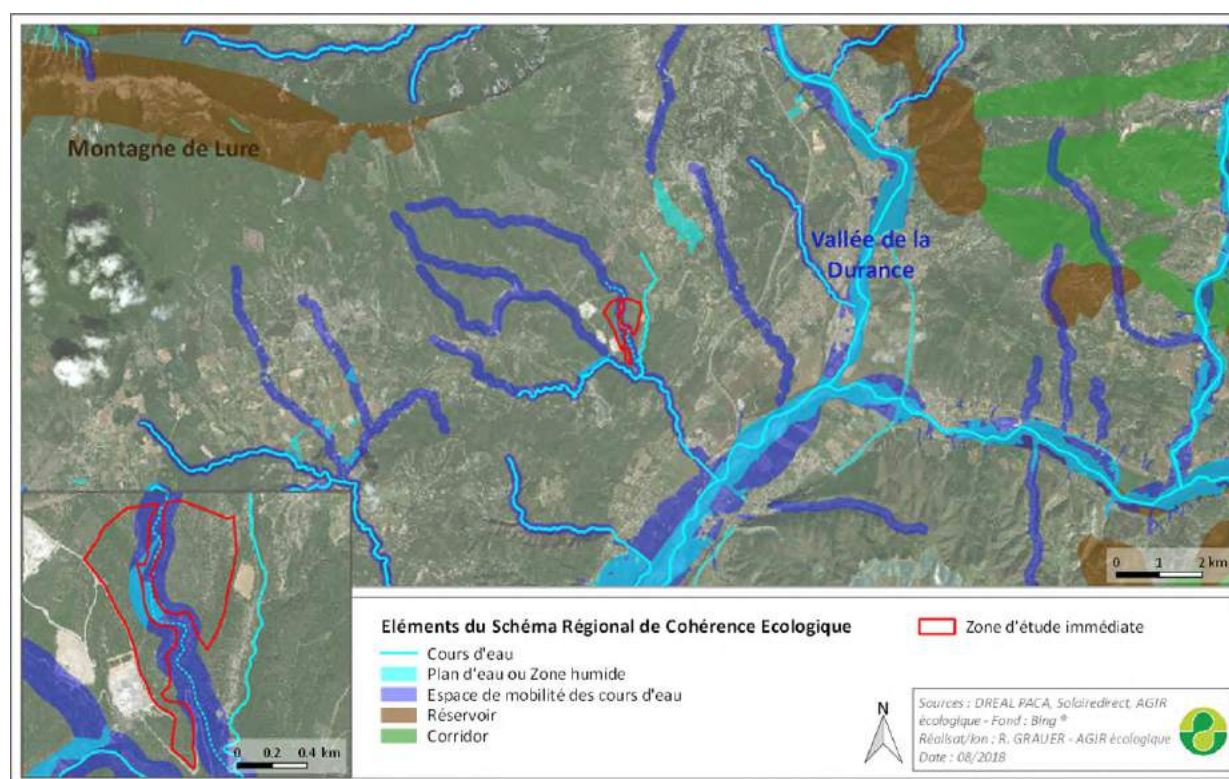 Montagne de Lure
Vallée de la
Durance
0 1 2 km
0 0.2 0.4 km
Eléments du Schéma Régional de Cohérence Ecologique
Cours d'eau
Plan d'eau ou Zone humide
Espace de mobilité des cours d'eau
Réservoir
Corridor
Zone d'étude immédiate
N
Sources : DREAL PACA, Solairedirect, AGIR
écologique - Fond : Bing ®
Réalisation : R. GRAUER - AGIR écologique
Date : 08/2018